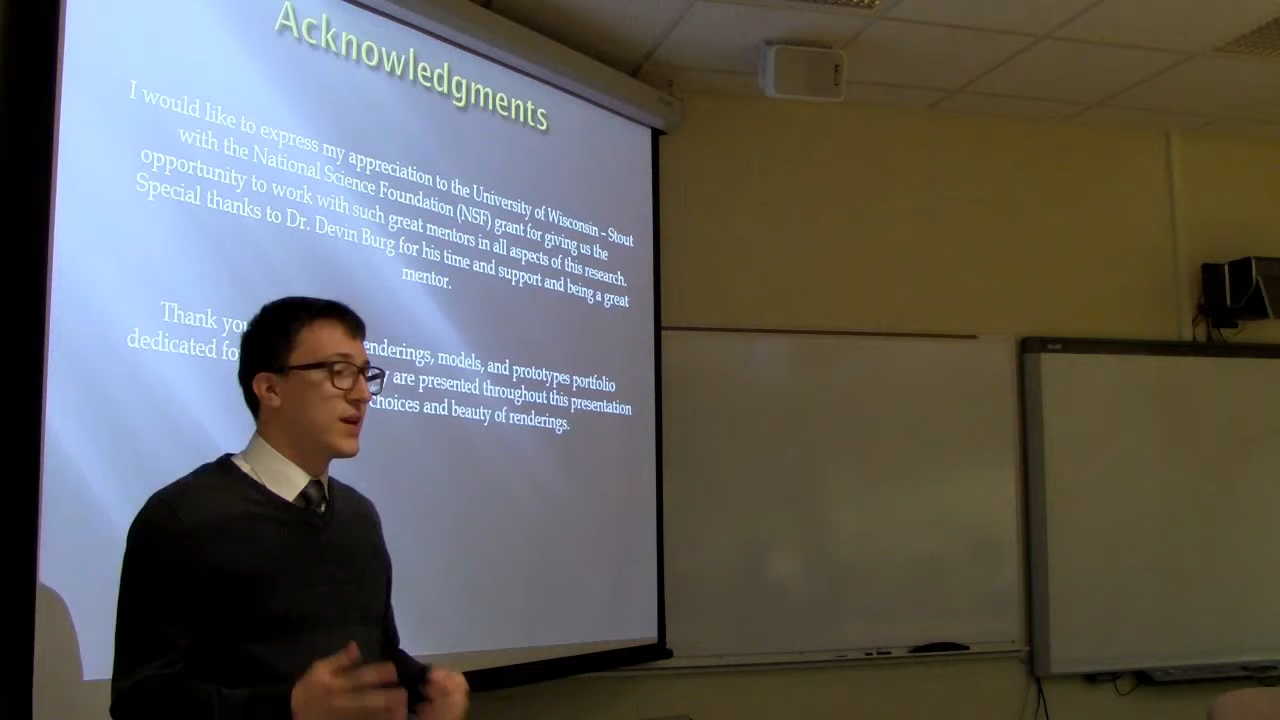 Acknowledgments
I would like to express my appreciation to the University of Wisconsin – Stout
with the National Science Foundation (NSF) grant for giving us the
opportunity to work with such great mentors in all aspects of this research.
Special thanks to Dr. Devin Burg for his time and support and being a great
mentor.
Thank you renderings, models, and prototypes portfolio
dedicated are presented throughout this presentation
choices and beauty of renderings.